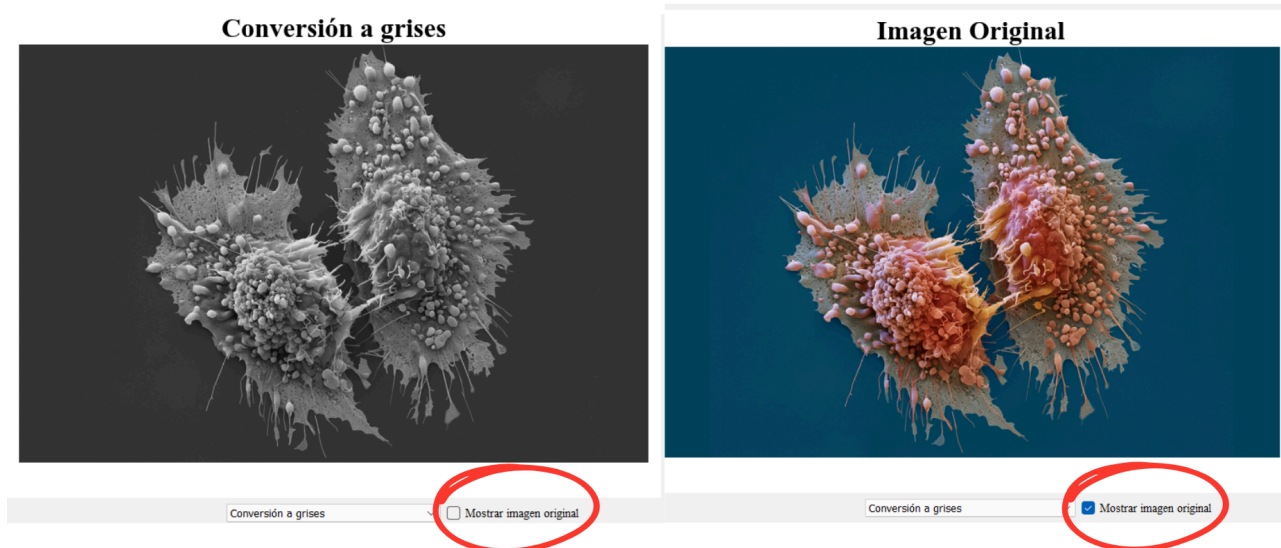 Conversión a grises
Imagen Original
Conversión a grises
Mostrar imagen original
Conversión a grises
Mostrar imagen original